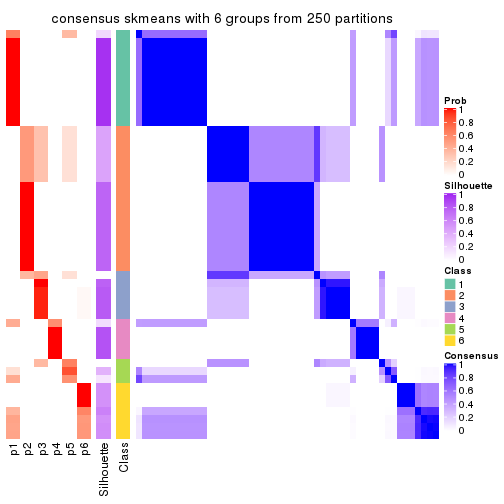 consensus skmeans with 6 groups from 250 partitions
Prob
1
0.8
0.6
0.4
0.2
0
Silhouette
1
0.8
0.6
0.4
0.2
0
Class
1
2
3
4
5
6
Consensus
1
0.8
0.6
0.4
0.2
0
p1
p2
p3
p4
p5
p6
Silhouette
Class